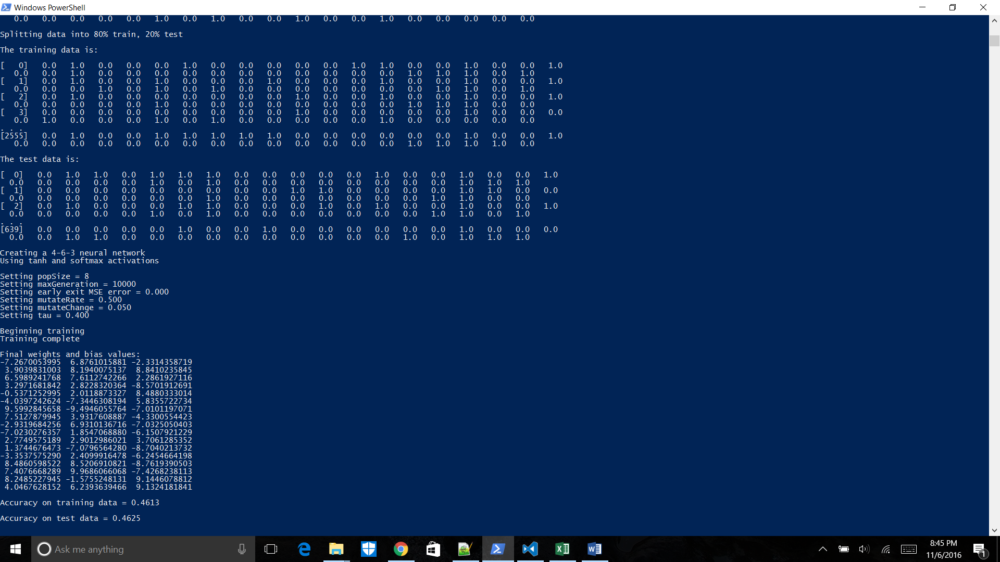 Windows PowerShell
0.0 0.0 0.0 0.0 0.0 1.0 0.0 1.0 0.0 0.0 1.0 0.0 0.0 1.0 0.0 0.0 0.0 0.0 0.0
Splitting data into 80% train, 20% test
The training data is:
[ 0] 0.0 1.0 0.0 0.0 0.0 1.0 0.0 0.0 0.0 0.0 0.0 1.0 1.0 0.0 0.0 1.0 0.0 0.0 1.0
0.0 0.0 1.0 0.0 0.0 0.0 0.0 0.0 0.0 0.0 0.0 0.0 0.0 0.0 1.0 1.0 1.0 0.0 1.0
[ 1] 0.0 1.0 0.0 0.0 1.0 0.0 0.0 0.0 1.0 0.0 0.0 0.0 1.0 0.0 0.0 1.0 0.0 0.0 1.0
0.0 0.0 0.0 1.0 0.0 1.0 0.0 1.0 0.0 0.0 0.0 0.0 0.0 0.0 0.0 1.0 1.0 0.0 1.0
[ 2] 0.0 1.0 0.0 0.0 0.0 0.0 0.0 0.0 0.0 1.0 0.0 0.0 1.0 0.0 0.0 1.0 0.0 0.0 1.0
0.0 0.0 0.0 0.0 0.0 1.0 0.0 0.0 0.0 0.0 0.0 0.0 0.0 0.0 1.0 1.0 1.0 0.0 0.0
[ 3] 0.0 0.0 0.0 0.0 0.0 0.0 0.0 0.0 0.0 1.0 0.0 0.0 0.0 0.0 0.0 1.0 0.0 0.0 0.0
0.0 1.0 0.0 0.0 0.0 1.0 0.0 1.0 0.0 0.0 0.0 0.0 0.0 1.0 0.0 0.0 0.0 0.0 0.0
. . .
[2555] 0.0 1.0 0.0 0.0 1.0 1.0 1.0 1.0 1.0 0.0 0.0 0.0 0.0 0.0 0.0 1.0 0.0 0.0 1.0
0.0 0.0 0.0 0.0 0.0 0.0 0.0 0.0 0.0 0.0 0.0 0.0 0.0 0.0 1.0 1.0 1.0 1.0 0.0
The test data is:
[ 0] 0.0 1.0 1.0 0.0 1.0 1.0 1.0 0.0 0.0 0.0 0.0 0.0 1.0 0.0 0.0 1.0 0.0 0.0 1.0
0.0 0.0 0.0 0.0 0.0 1.0 0.0 1.0 0.0 0.0 0.0 0.0 0.0 0.0 0.0 0.0 1.0 1.0 1.0
[ 1] 0.0 0.0 0.0 0.0 0.0 0.0 0.0 0.0 0.0 1.0 1.0 0.0 0.0 0.0 0.0 1.0 1.0 0.0 0.0
0.0 0.0 0.0 0.0 0.0 0.0 0.0 1.0 0.0 0.0 0.0 0.0 0.0 0.0 0.0 1.0 1.0 0.0 0.0
[ 2] 0.0 1.0 0.0 0.0 0.0 1.0 1.0 0.0 0.0 0.0 1.0 0.0 1.0 0.0 0.0 1.0 0.0 0.0 1.0
0.0 0.0 0.0 0.0 0.0 1.0 0.0 1.0 0.0 0.0 0.0 0.0 0.0 0.0 0.0 1.0 1.0 0.0 1.0
. . .
[639] 0.0 0.0 0.0 0.0 0.0 1.0 0.0 0.0 1.0 0.0 0.0 0.0 0.0 0.0 0.0 1.0 0.0 0.0 0.0
0.0 0.0 1.0 1.0 0.0 0.0 0.0 0.0 0.0 0.0 0.0 0.0 0.0 0.0 1.0 0.0 1.0 1.0 1.0
Creating a 4-6-3 neural network
Using tanh and softmax activations
Setting popSize = 8
Setting maxGeneration = 10000
Setting early exit MSE error = 0.000
Setting mutateRate = 0.500
Setting mutateChange = 0.050
Setting tau = 0.400
Beginning training
Training complete
Final weights and bias values:
-7.2670053995 6.8761015881 -2.3314358719
3.9039831003 8.1940075137 8.8410235845
6.5989241768 7.6112742266 2.2861927116
3.2971681842 2.8228320364 -8.5701912691
-0.5371252995 2.0118873327 8.4880333014
-4.0397242624 -7.3446308194 5.8355722734
9.5992845658 -9.4946055764 -7.0101197071
7.5127879945 3.9317608887 -4.3300554423
-2.9319684256 6.9310136716 -7.0325050403
-7.0230276357 1.8547068880 -6.1507921229
2.7749575189 2.9012986021 3.7061285352
1.3744676473 -7.0796564280 -8.7040213732
-3.3537575290 2.4099916478 -6.2454664198
8.4860598522 8.5206910821 -8.7619390503
7.4076668289 9.9686066068 -7.4268238113
8.2485227945 -1.5755248131 9.1446078812
4.0467628152 6.2393639466 9.1324181841
Accuracy on training data = 0.4613
Accuracy on test data = 0.4625
Ask me anything
8:45 PM
11/6/2016
1